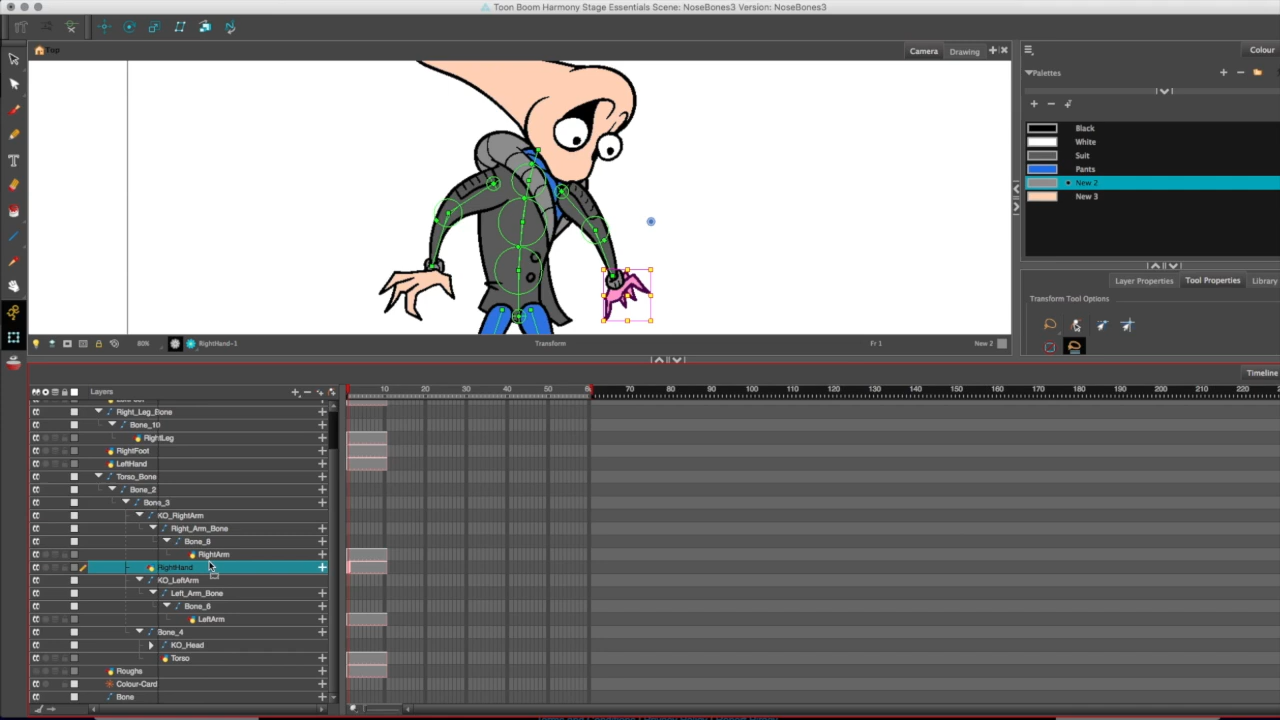 Toon Boom Harmony Stage Essentials Scene: NoseBones3 Version: NoseBones3
Top
Camera
Drawing
Colour
Palettes
Black
White
Suit
Pants
New 2
New 3
Layer Properties
Tool Properties
Library
Transform Tool Options
80%
RightHand-1
Transform
Fr 1
New 2
Timeline
Layers
10 20 30 40 50 60 70 80 90 100 110 120 130 140 150 160 170 180 190 200 210 220
Right_Leg_Bone
Bone_10
RightLeg
RightFoot
LeftHand
Torso_Bone
Bone_2
Bone_3
KO_RightArm
Right_Arm_Bone
Bone_8
RightArm
RightHand
KO_LeftArm
Left_Arm_Bone
Bone_6
LeftArm
Bone_4
KO_Head
Torso
Roughs
Colour-Card
Bone